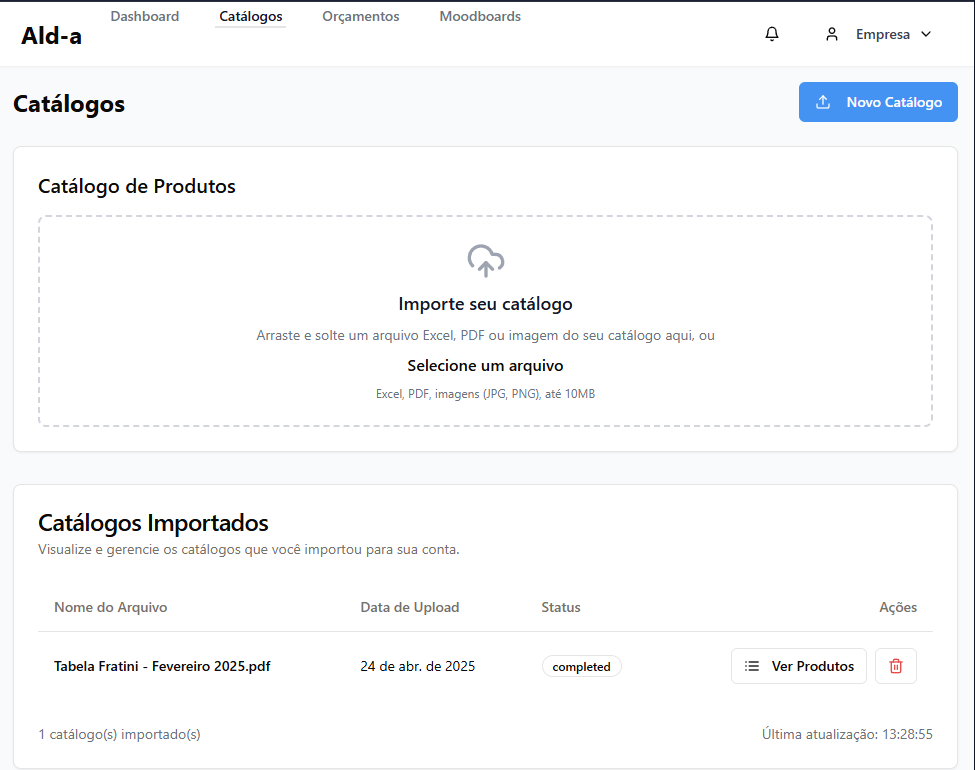 Ald-a
Dashboard
Catálogos
Orçamentos
Moodboards
Empresa
Catálogos
Novo Catálogo
Catálogo de Produtos
Importe seu catálogo
Arraste e solte um arquivo Excel, PDF ou imagem do seu catálogo aqui, ou
Selecione um arquivo
Excel, PDF, imagens (JPG, PNG), até 10MB
Catálogos Importados
Visualize e gerencie os catálogos que você importou para sua conta.
Nome do Arquivo Data de Upload Status Ações
Tabela Fratini - Fevereiro 2025.pdf 24 de abr. de 2025 completed Ver Produtos
1 catálogo(s) importado(s) Última atualização: 13:28:55